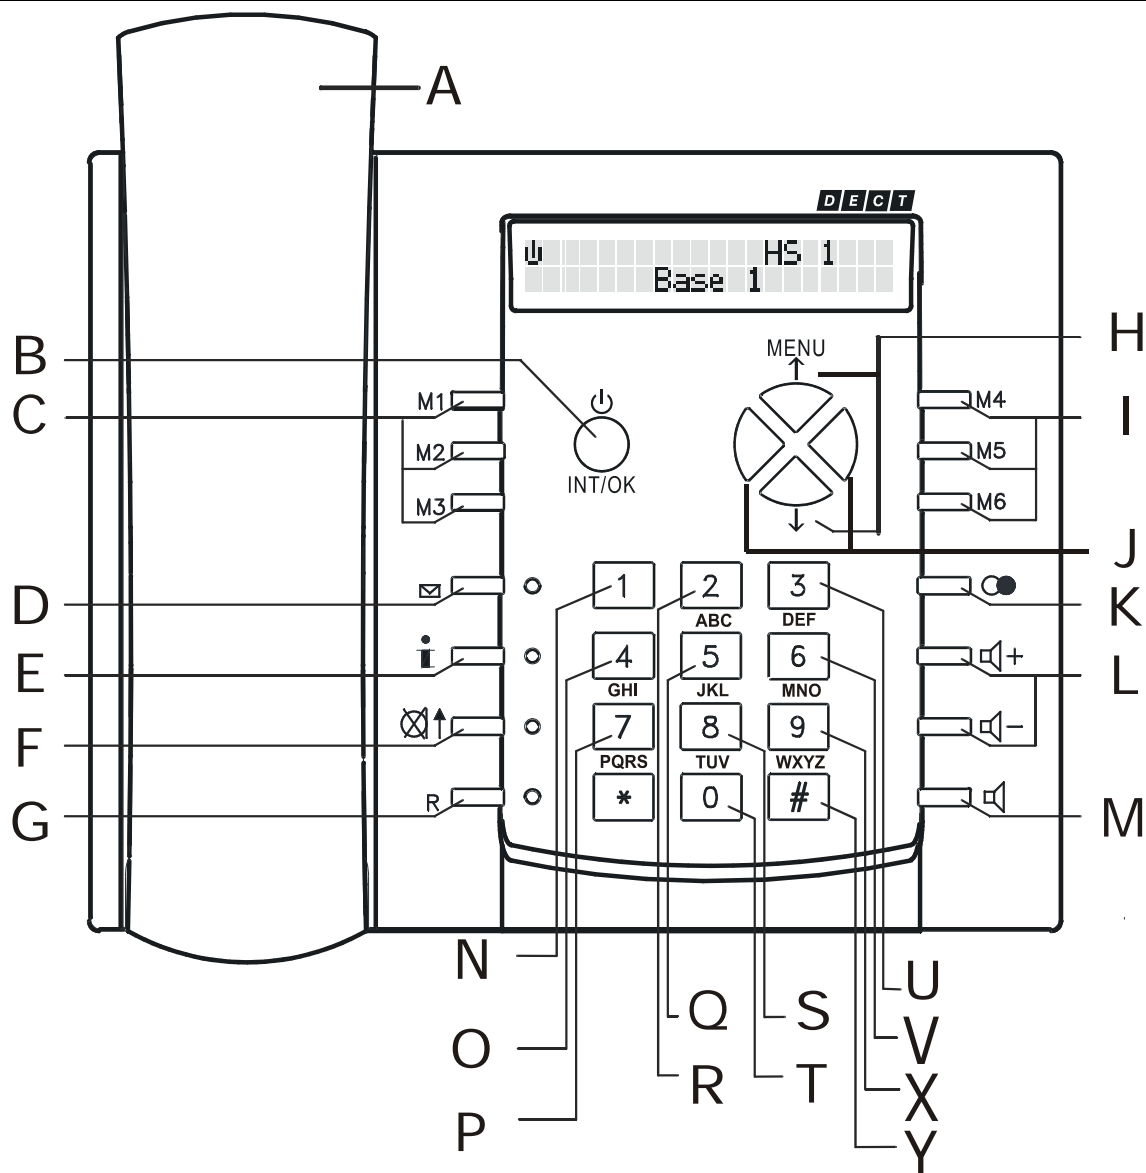 A
DECT
HS 1
Base 1
B
MENU
H
C
M1
M4
I
M2
M5
INT/OK
M3
M6
J
D
1
2
3
K
ABC
DEF
E
4
5
6
+
L
GHI
JKL
MNO
F
7
8
9
-
PQRS
TUV
WXYZ
G
R
*
0
#
M
N
U
Q
S
O
V
R
T
X
P
Y